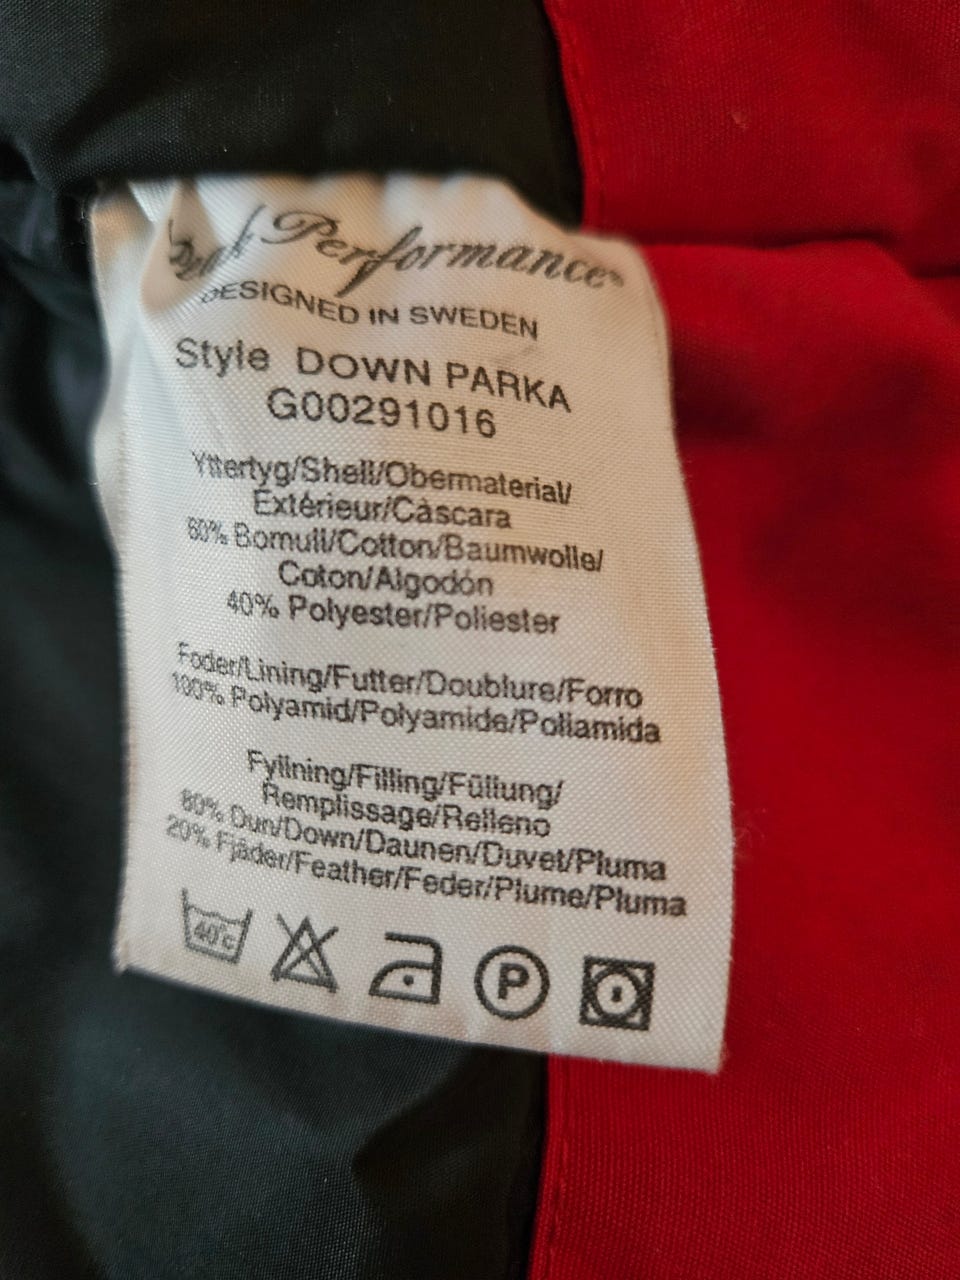 Peak Performance®
DESIGNED IN SWEDEN
Style DOWN PARKA
G00291016
Yttertyg/Shell/Obermaterial/
Extérieur/Càscara
60% Bomull/Cotton/Baumwolle/
Coton/Algodón
40% Polyester/Poliester
Foder/Lining/Futter/Doublure/Forro
100% Polyamid/Polyamide/Poliamida
Fyllning/Filling/Füllung/
Remplissage/Relleno
80% Dun/Down/Daunen/Duvet/Pluma
20% Fjäder/Feather/Feder/Plume/Pluma
40°c P